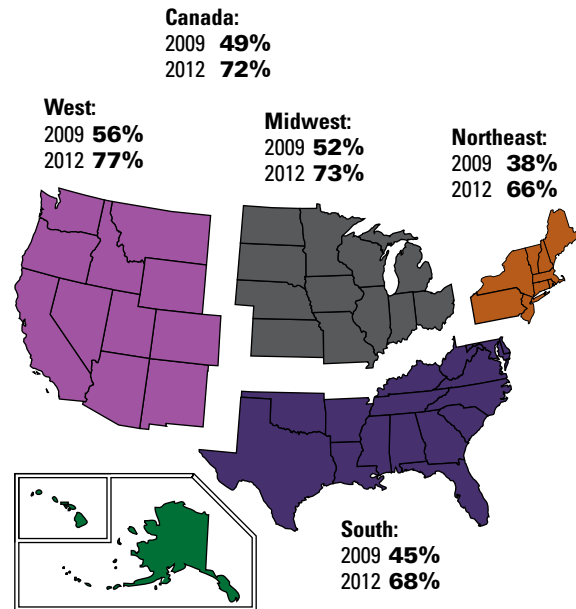 Canada:
2009 49%
2012 72%
West:
2009 56%
2012 77%
Midwest:
2009 52%
2012 73%
Northeast:
2009 38%
2012 66%
South:
2009 45%
2012 68%